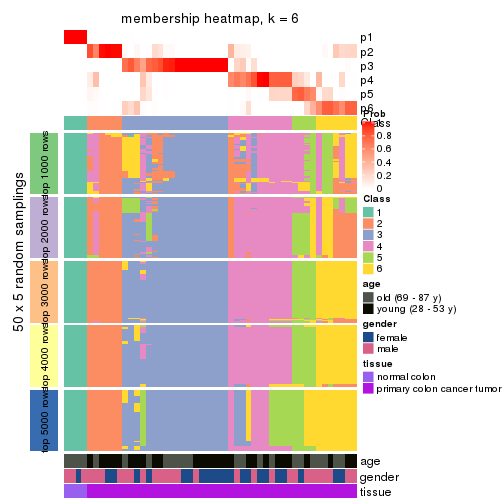 membership heatmap, k = 6
p1
p2
p3
p4
p5
p6
Class
50 x 5 random samplings
top 1000 rows
top 2000 rows
top 3000 rows
top 4000 rows
top 5000 rows
Prob
1
0.8
0.6
0.4
0.2
0
Class
1
2
3
4
5
6
age
old (69 - 87 y)
young (28 - 53 y)
gender
female
male
tissue
normal colon
primary colon cancer tumor
age
gender
tissue